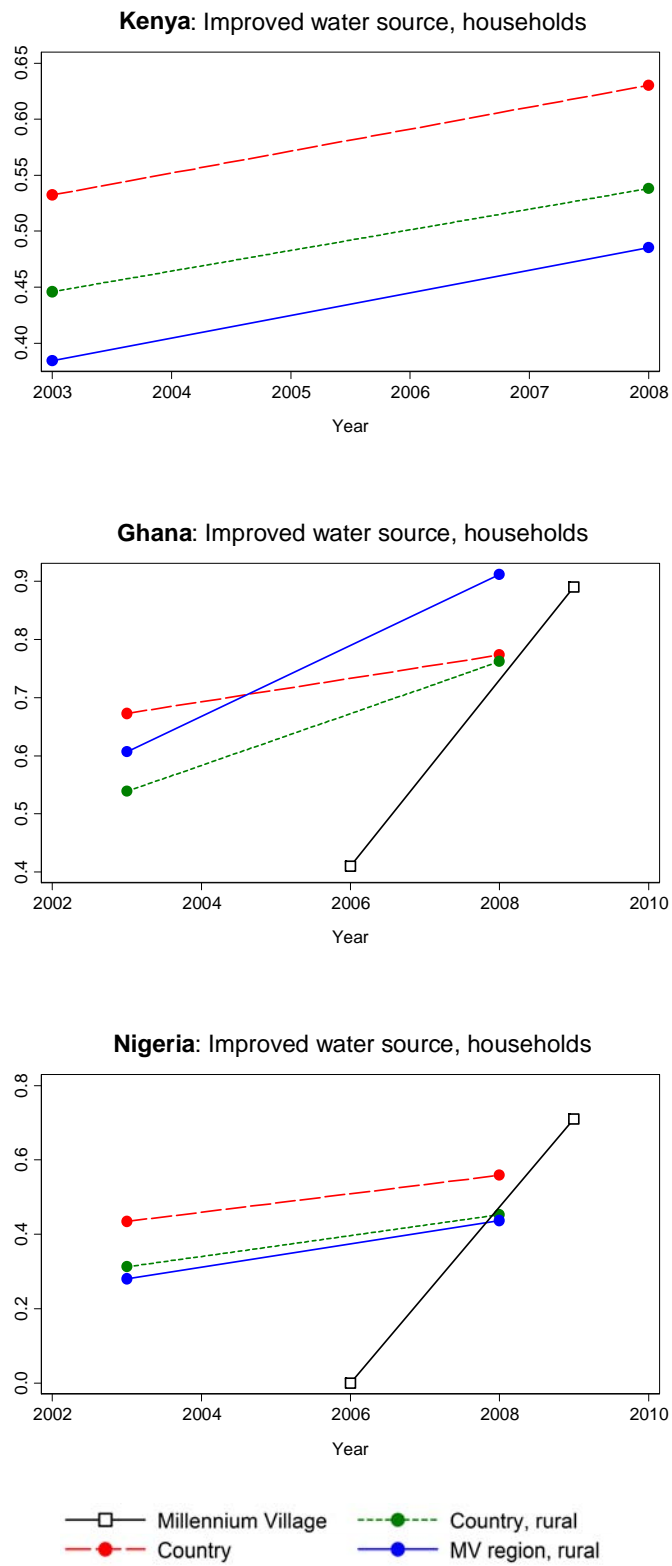 Kenya: Improved water source, households
0.65
0.60
0.55
0.50
0.45
0.40
2003 2004 2005 2006 2007 2008
Year
Ghana: Improved water source, households
0.9
0.8
0.7
0.6
0.5
0.4
2002 2004 2006 2008 2010
Year
Nigeria: Improved water source, households
0.8
0.6
0.4
0.2
0.0
2002 2004 2006 2008 2010
Year
Millennium Village Country, rural
Country MV region, rural